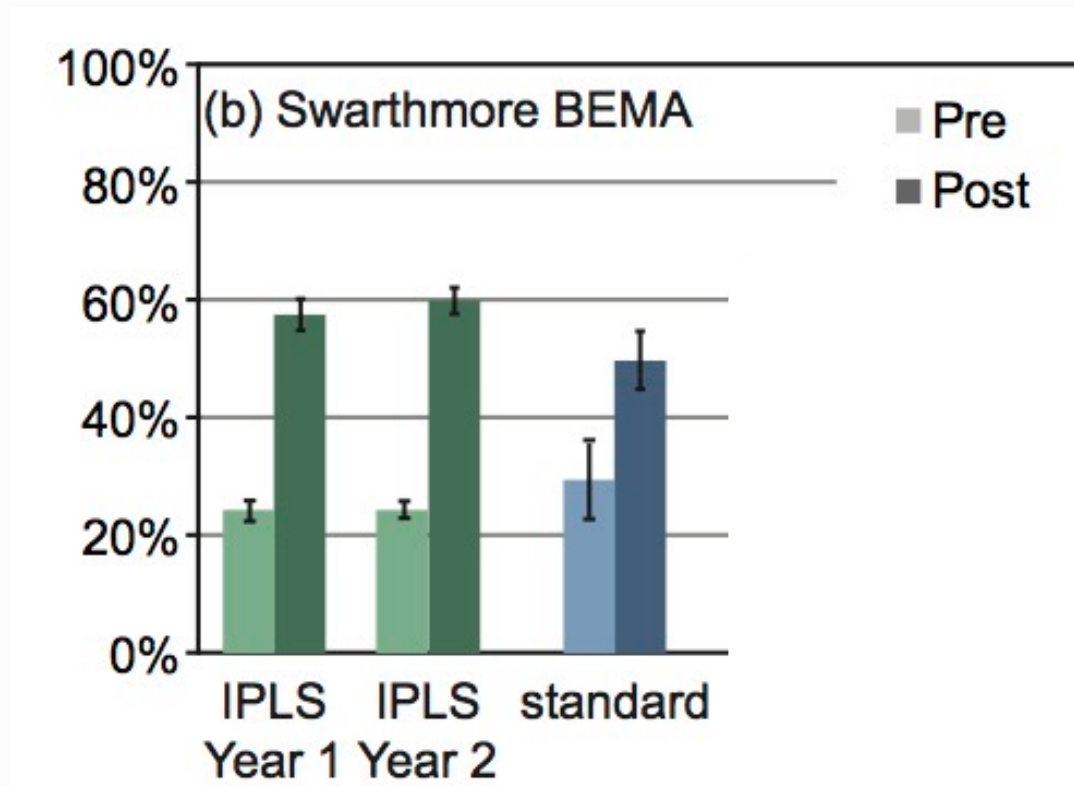 100%
(b) Swarthmore BEMA
Pre
80%
Post
60%
40%
20%
0%
IPLS IPLS standard
Year 1 Year 2